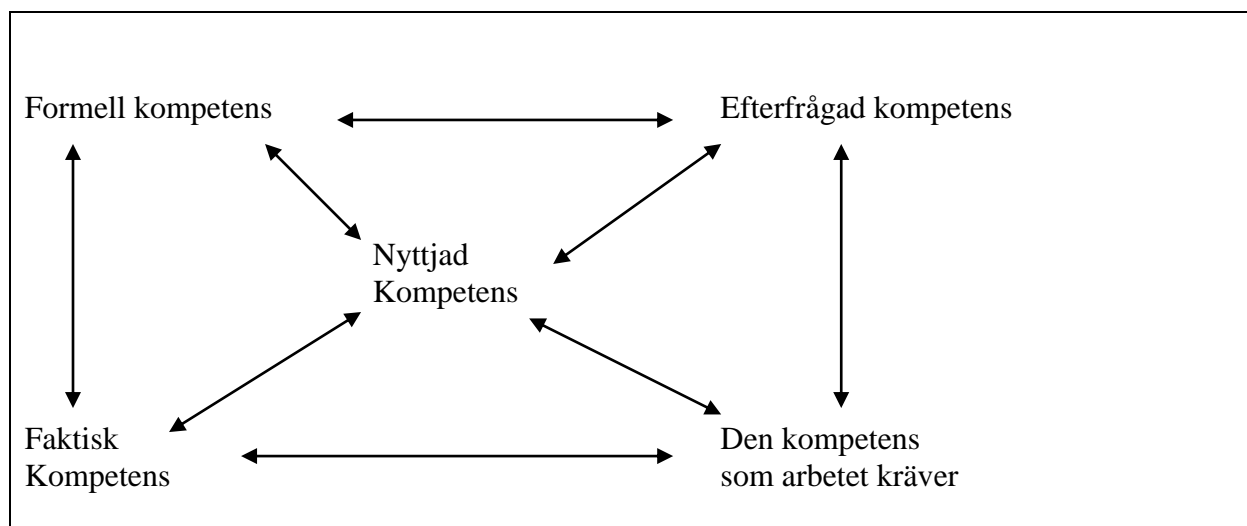 Formell kompetens
Efterfrågad kompetens
Nyttjad
Kompetens
Faktisk
Kompetens
Den kompetens
som arbetet kräver